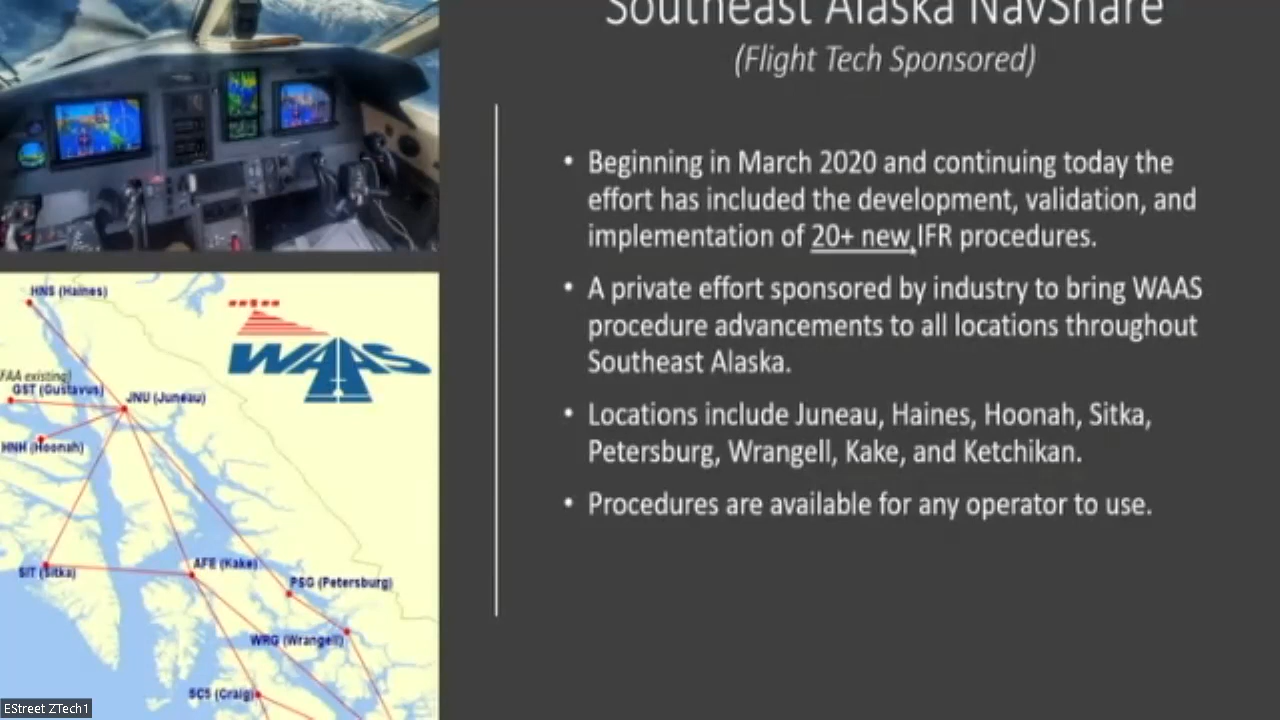 Southeast Alaska NavShare
(Flight Tech Sponsored)
• Beginning in March 2020 and continuing today the
effort has included the development, validation, and
implementation of 20+ new IFR procedures.
• A private effort sponsored by industry to bring WAAS
procedure advancements to all locations throughout
Southeast Alaska.
• Locations include Juneau, Haines, Hoonah, Sitka,
Petersburg, Wrangell, Kake, and Ketchikan.
• Procedures are available for any operator to use.
HNS (Haines)
WAAS
FAA existing)
GST (Gustavus)
JNU (Juneau)
HNH (Hoonah)
AFE (Kake)
SIT (Sitka)
PSG (Petersburg)
WRG (Wrangell)
SCS (Craig)
EStreet ZTech1